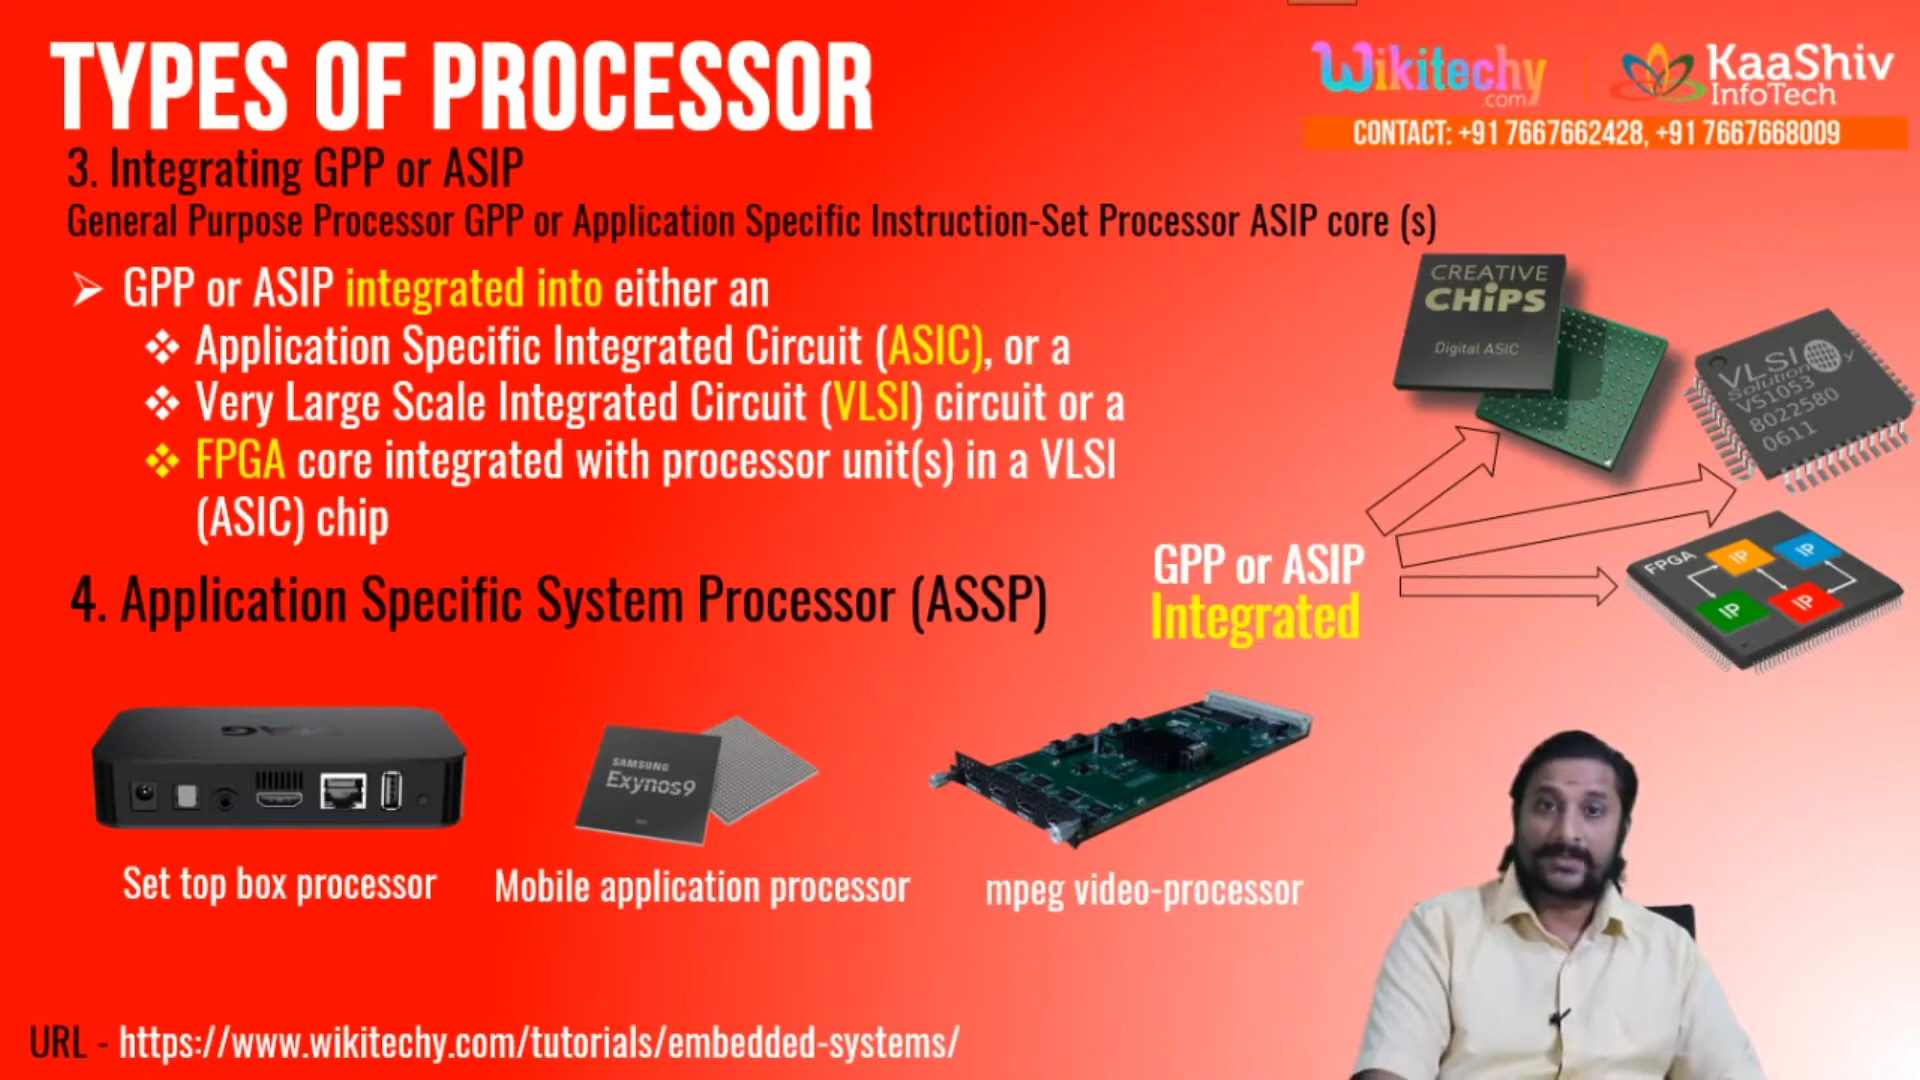 TYPES OF PROCESSOR
Wikitechy
.com
KaaShiv
InfoTech
CONTACT: +91 7667662428, +91 7667668009
3. Integrating GPP or ASIP
General Purpose Processor GPP or Application Specific Instruction-Set Processor ASIP core (s)
GPP or ASIP integrated into either an
Application Specific Integrated Circuit (ASIC), or a
Very Large Scale Integrated Circuit (VLSI) circuit or a
FPGA core integrated with processor unit(s) in a VLSI
(ASIC) chip
CREATIVE
CHiPS
Digital ASIC
VLSI
Solution
y
VS1053
8022580
0611
GPP or ASIP
Integrated
FPGA
IP
IP
IP
IP
4. Application Specific System Processor (ASSP)
SAMSUNG
Exynos9
Set top box processor
Mobile application processor
mpeg video-processor
URL - https://www.wikitechy.com/tutorials/embedded-systems/